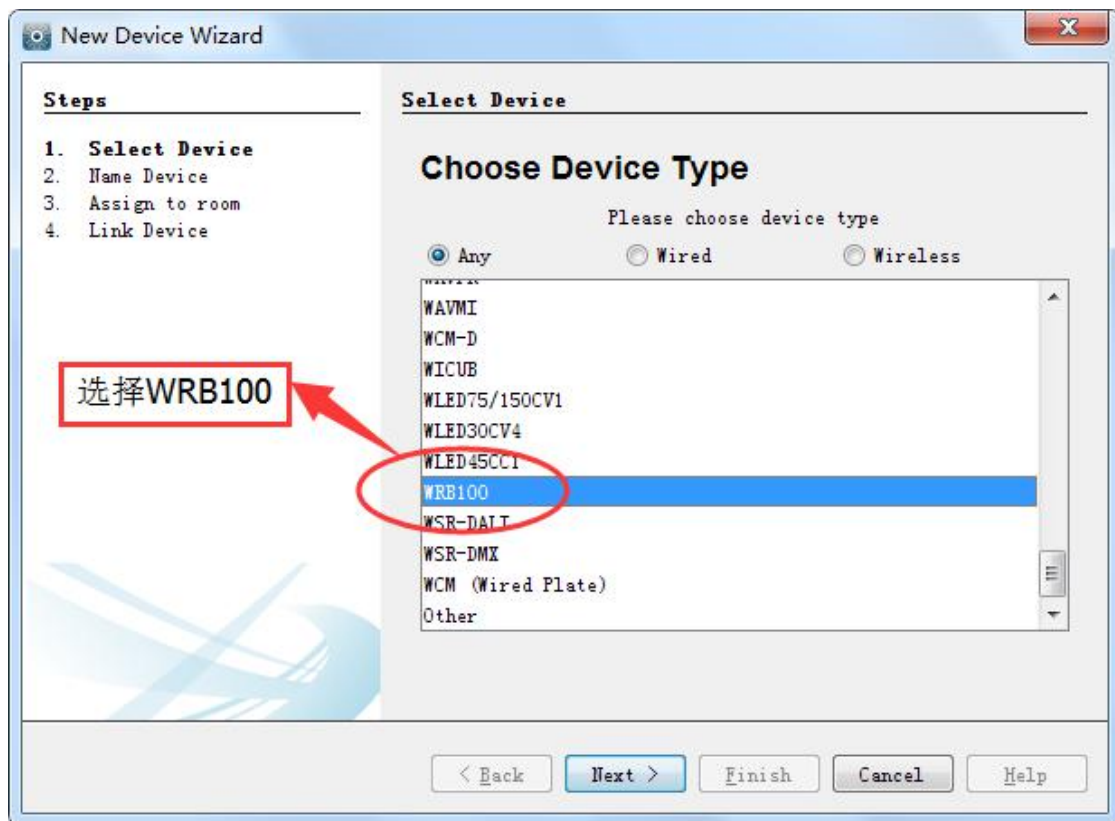 New Device Wizard
Steps
1. Select Device
2. Name Device
3. Assign to room
4. Link Device
Select Device
Choose Device Type
Please choose device type
Any Wired Wireless
WAVMI
WCM-D
WICUB
WLED75/150CV1
WLED30CV4
WLED45CC1
选择WRB100
WRB100
WSR-DALI
WSR-DMX
WCM (Wired Plate)
Other
< Back Next > Finish Cancel Help